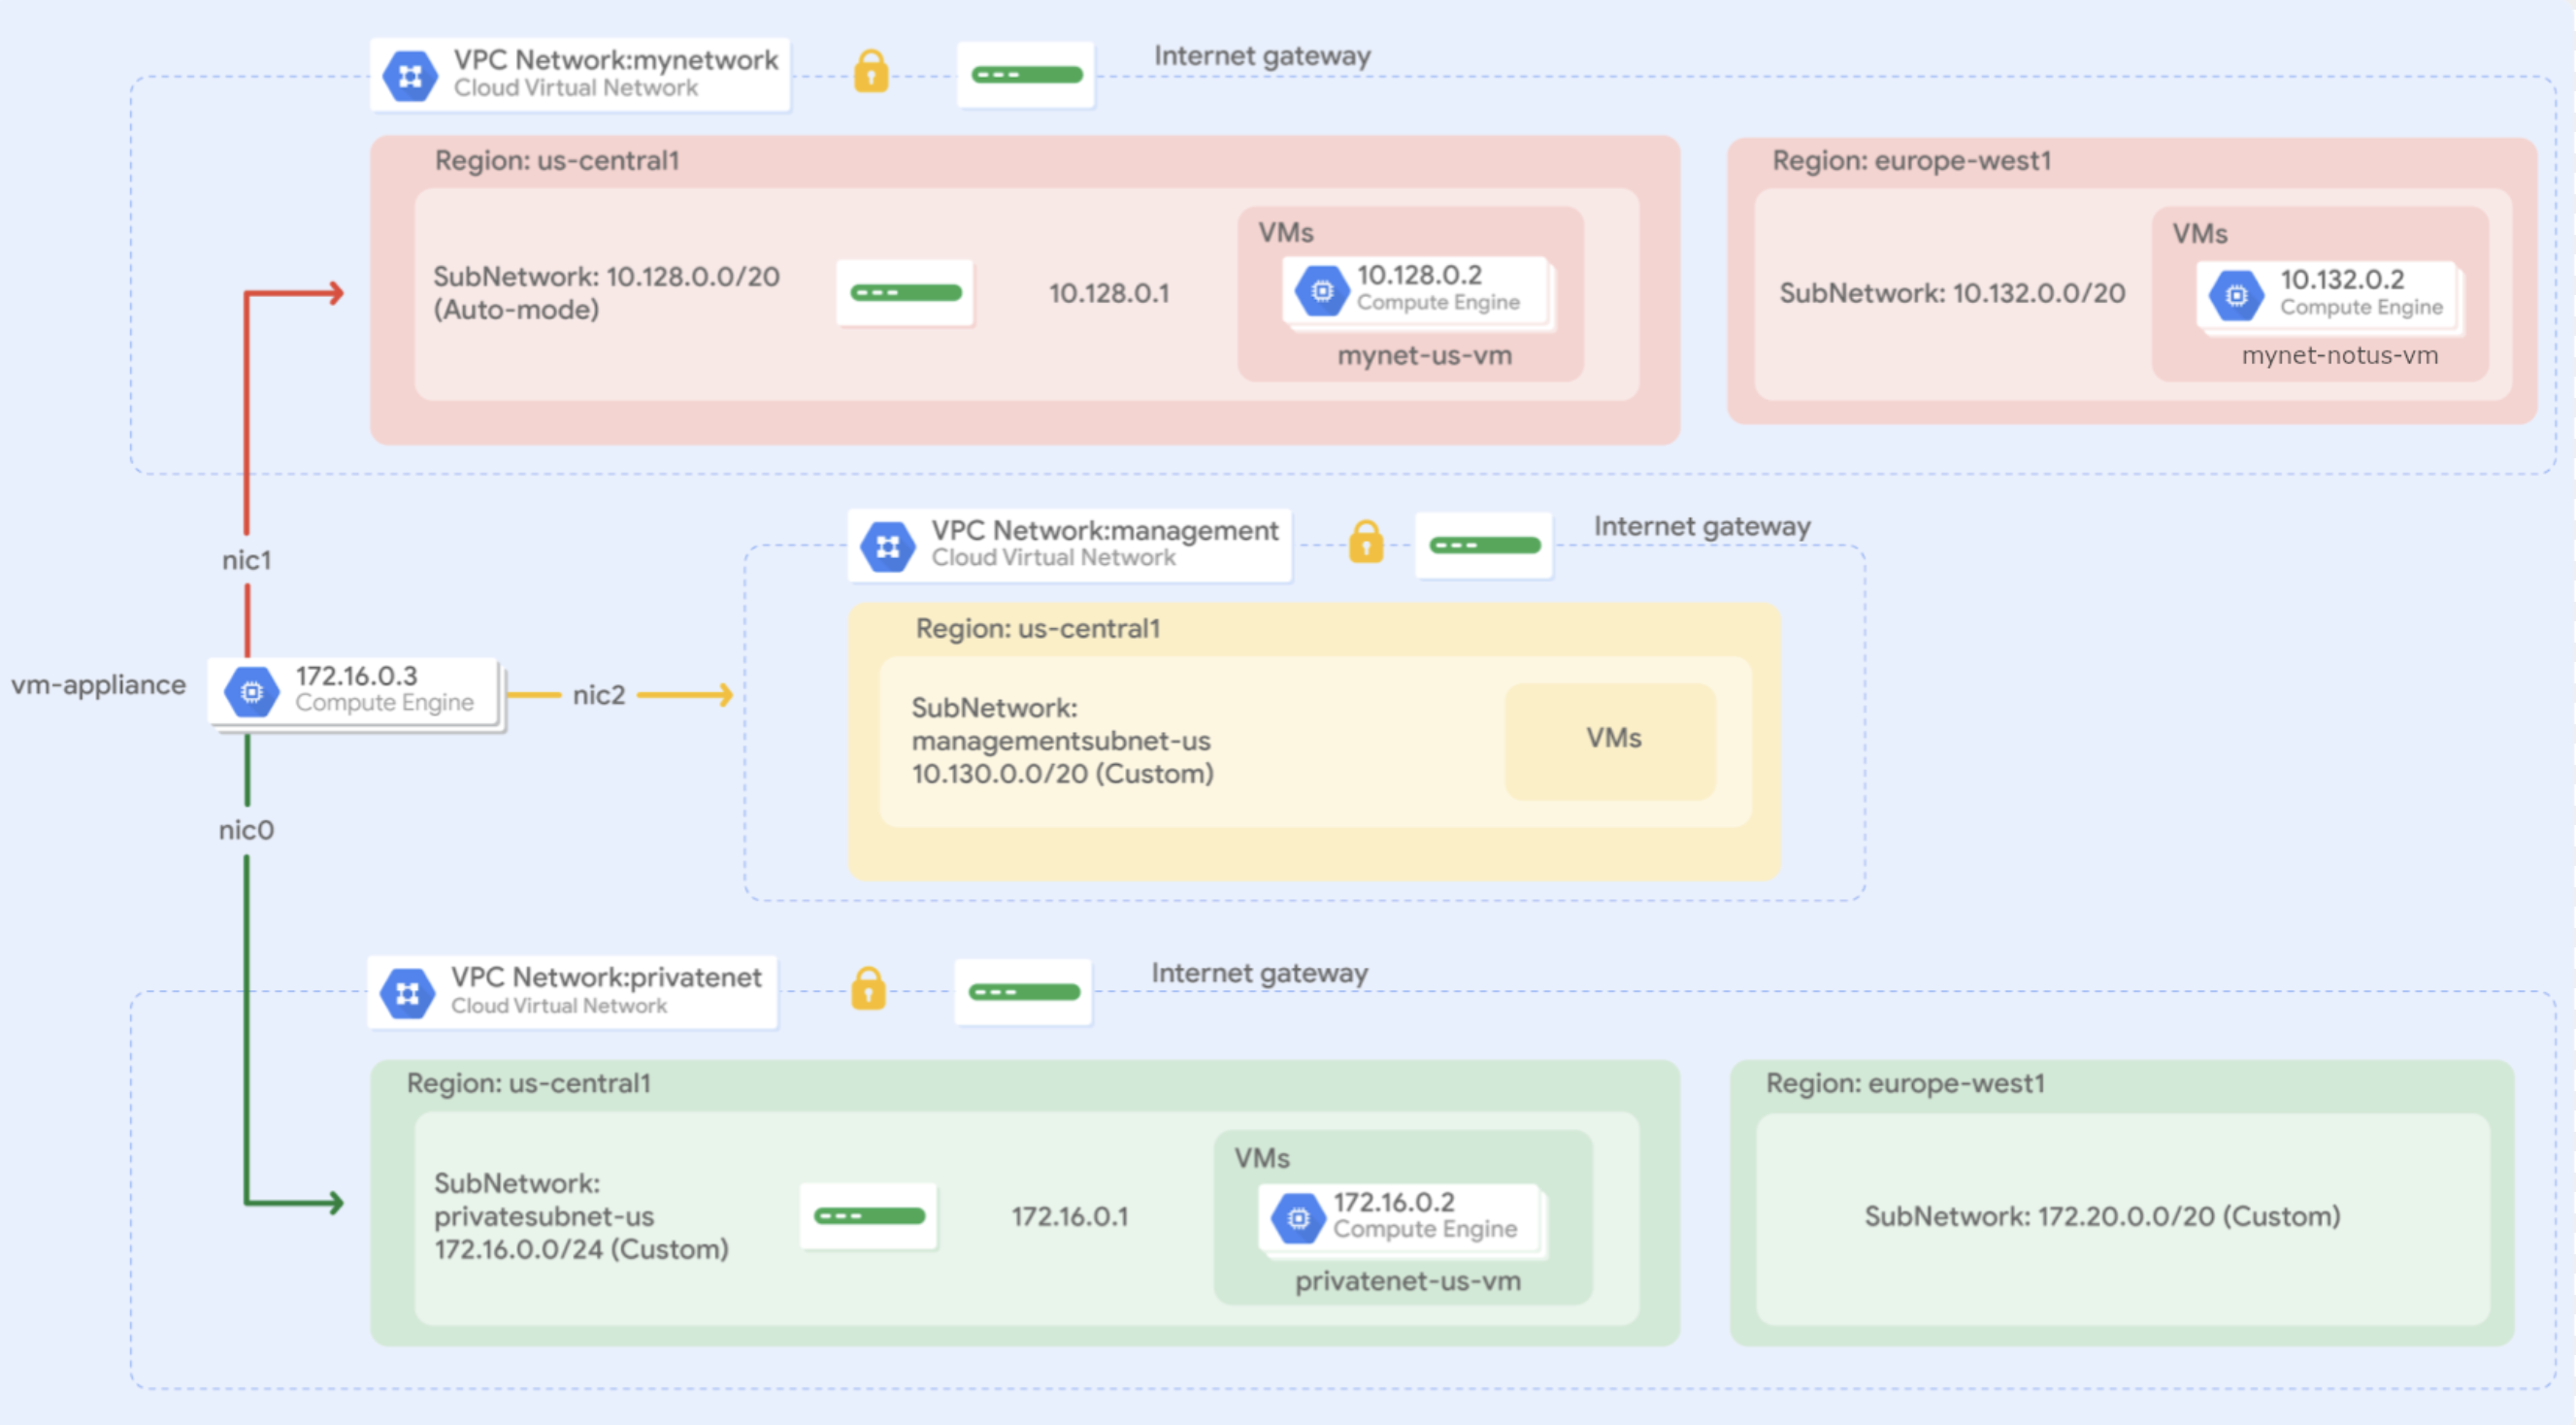 VPC Network:mynetwork
Cloud Virtual Network
Internet gateway
Region: us-central1
SubNetwork: 10.128.0.0/20
(Auto-mode)
10.128.0.1
VMs
10.128.0.2
Compute Engine
mynet-us-vm
Region: europe-west1
SubNetwork: 10.132.0.0/20
VMs
10.132.0.2
Compute Engine
mynet-notus-vm
nic1
vm-appliance
172.16.0.3
Compute Engine
nic2
nic0
VPC Network:management
Cloud Virtual Network
Internet gateway
Region: us-central1
SubNetwork:
managementsubnet-us
10.130.0.0/20 (Custom)
VMs
VPC Network:privatenet
Cloud Virtual Network
Internet gateway
Region: us-central1
SubNetwork:
privatesubnet-us
172.16.0.0/24 (Custom)
172.16.0.1
VMs
172.16.0.2
Compute Engine
privatenet-us-vm
Region: europe-west1
SubNetwork: 172.20.0.0/20 (Custom)